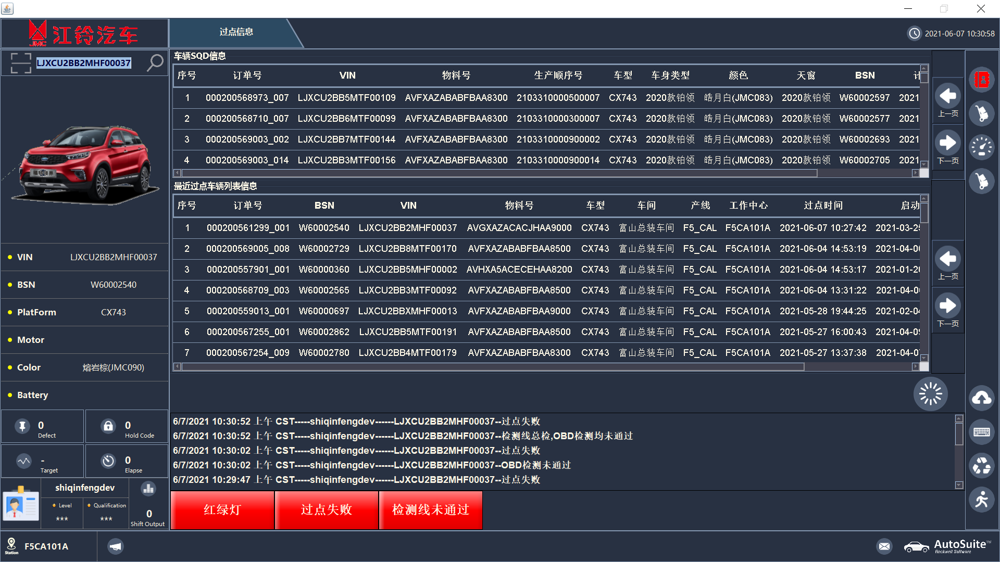 JMC 江铃汽车
过点信息
2021-06-07 10:30:58
LJXCU2BB2MHF00037
车辆SQD信息
序号 订单号 VIN 物料号 生产顺序号 车型 车身类型 颜色 天窗 BSN
1 000200568973_007 LJXCU2BB5MTF00109 AVFXAZABABFBAA8300 2103310000500007 CX743 2020款铂领 皓月白(JMC083) 2020款铂领 W60002597 2021
2 000200568710_007 LJXCU2BB6MTF00099 AVFXAZABABFBAA8300 2103310000300007 CX743 2020款铂领 皓月白(JMC083) 2020款铂领 W60002577 2021
3 000200569003_002 LJXCU2BB7MTF00144 AVFXAZABABFBAA8300 2103310000900002 CX743 2020款铂领 皓月白(JMC083) 2020款铂领 W60002693 2021
4 000200569003_014 LJXCU2BB3MTF00156 AVFXAZABABFBAA8300 2103310000900014 CX743 2020款铂领 皓月白(JMC083) 2020款铂领 W60002705 2021
上一页
下一页
最近过点车辆列表信息
序号 订单号 BSN VIN 物料号 车型 车间 产线 工作中心 过点时间 启动
1 000200561299_001 W60002540 LJXCU2BB2MHF00037 AVGXAZACACJHAA9000 CX743 富山总装车间 F5_CAL F5CA101A 2021-06-07 10:27:42 2021-03-25
2 000200569005_008 W60002729 LJXCU2BB8MTF00170 AVFXAZABABFBAA8500 CX743 富山总装车间 F5_CAL F5CA101A 2021-06-04 14:53:19 2021-04-0
3 000200557901_001 W60000360 LJXCU2BB5MHF00002 AVHXA5ACECEHAA8200 CX743 富山总装车间 F5_CAL F5CA101A 2021-06-04 14:53:17 2021-01-2
4 000200568709_003 W60002565 LJXCU2BB3MTF00092 AVFXAZABABFBAA8500 CX743 富山总装车间 F5_CAL F5CA101A 2021-06-04 13:31:22 2021-04-0
5 000200559013_001 W60000697 LJXCU2BBXMHF00013 AVFXAZABABFBAA9000 CX743 富山总装车间 F5_CAL F5CA101A 2021-05-28 19:44:25 2021-02-04
6 000200567255_001 W60002862 LJXCU2BB5MTF00191 AVFXAZABABFBAA8500 CX743 富山总装车间 F5_CAL F5CA101A 2021-05-27 16:00:43 2021-04-09
7 000200567254_009 W60002780 LJXCU2BB4MTF00179 AVFXAZABABFBAA8300 CX743 富山总装车间 F5_CAL F5CA101A 2021-05-27 13:37:38 2021-04-0
上一页
下一页
VIN LJXCU2BB2MHF00037
BSN W60002540
PlatForm CX743
Motor
Color 熔岩棕(JMC090)
Battery
0 Defect
0 Hold Code
- Target
0 Elapse
shiqinfengdev
Level Qualification
*** ***
0
Shift Output
6/7/2021 10:30:52 上午 CST-----shiqinfengdev------LJXCU2BB2MHF00037--过点失败
6/7/2021 10:30:52 上午 CST-----shiqinfengdev------LJXCU2BB2MHF00037--检测线总检,OBD检测均未通过
6/7/2021 10:30:02 上午 CST-----shiqinfengdev------LJXCU2BB2MHF00037--过点失败
6/7/2021 10:30:02 上午 CST-----shiqinfengdev------LJXCU2BB2MHF00037--OBD检测未通过
6/7/2021 10:29:47 上午 CST-----shiqinfengdev------LJXCU2BB2MHF00037--过点失败
红绿灯 过点失败 检测线未通过
Station F5CA101A
AutoSuite™
Rockwell Software